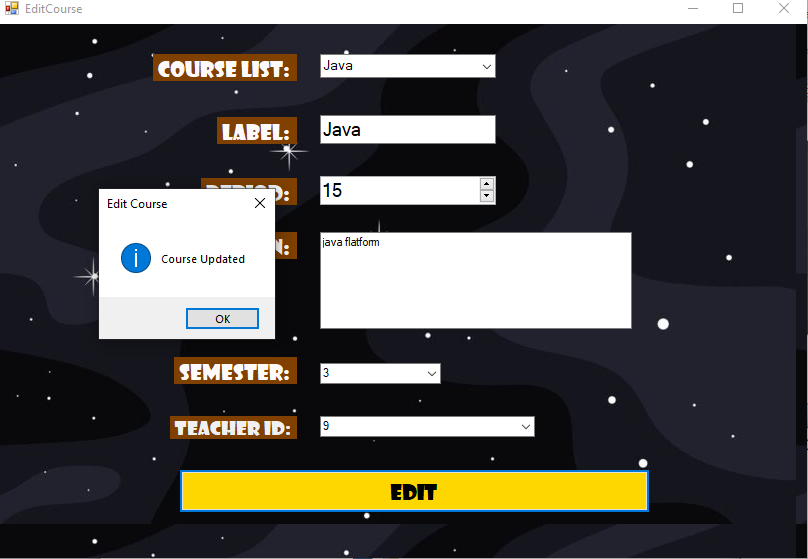 EditCourse
COURSE LIST:
Java
LABEL:
Java
15
Edit Course
Course Updated
OK
java flatform
SEMESTER:
3
TEACHER ID:
9
EDIT